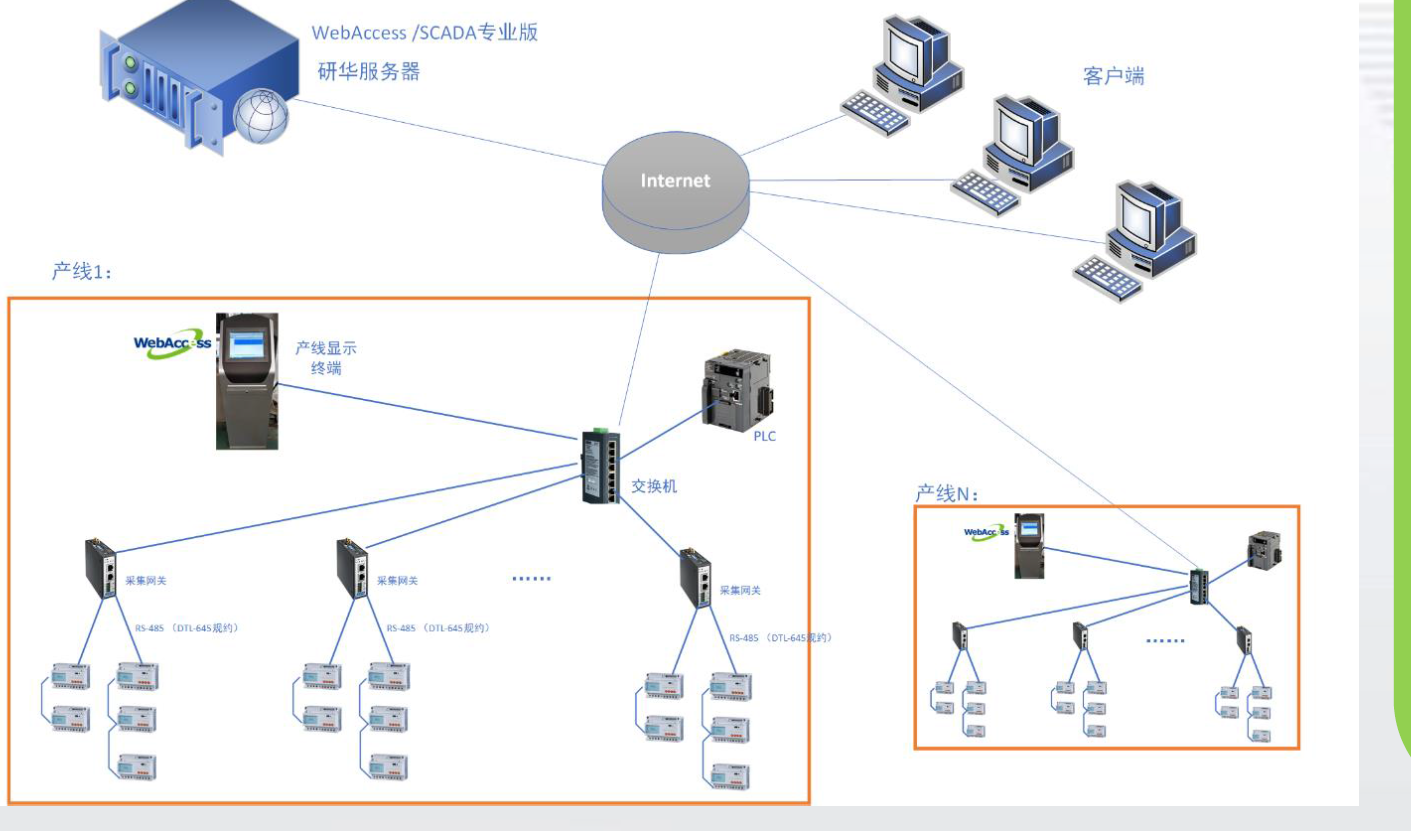 WebAccess /SCADA专业版
研华服务器
客户端
Internet
产线1：
WebAccess
产线显示
终端
PLC
交换机
采集网关
采集网关
......
采集网关
RS-485 （DTL-645规约）
RS-485 （DTL-645规约）
RS-485 （DTL-645规约）
产线N：
WebAccess
......